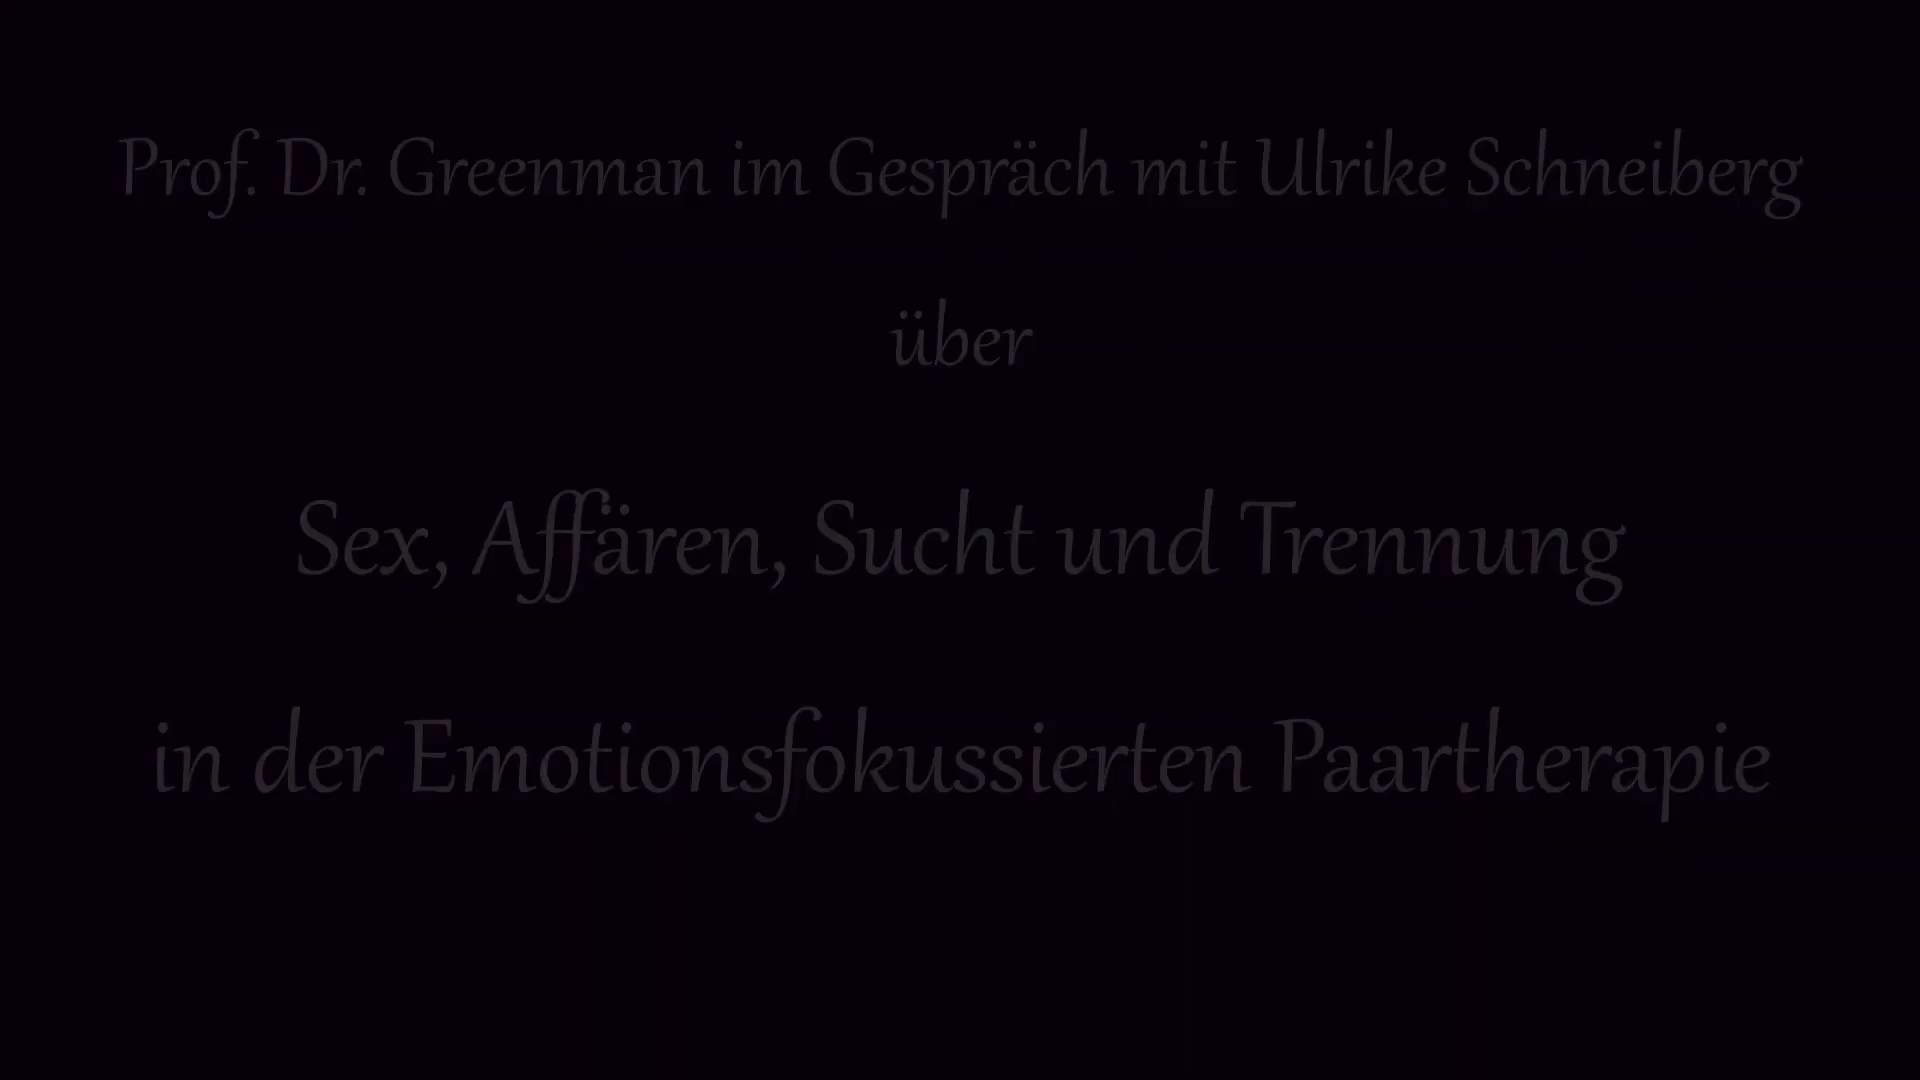 Prof. Dr. Greenman im Gespräch mit Ulrike Schneiberg
über
Sex, Affären, Sucht und Trennung
in der Emotionsfokussierten Paartherapie